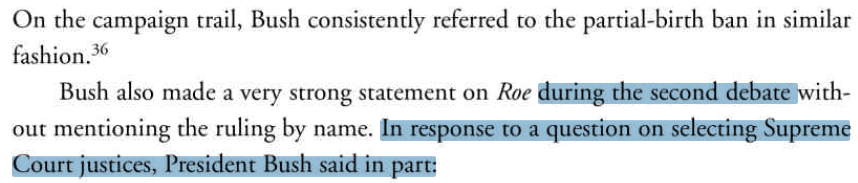 On the campaign trail, Bush consistently referred to the partial-birth ban in similar
fashion.36
Bush also made a very strong statement on Roe during the second debate with-
out mentioning the ruling by name. In response to a question on selecting Supreme
Court justices, President Bush said in part: